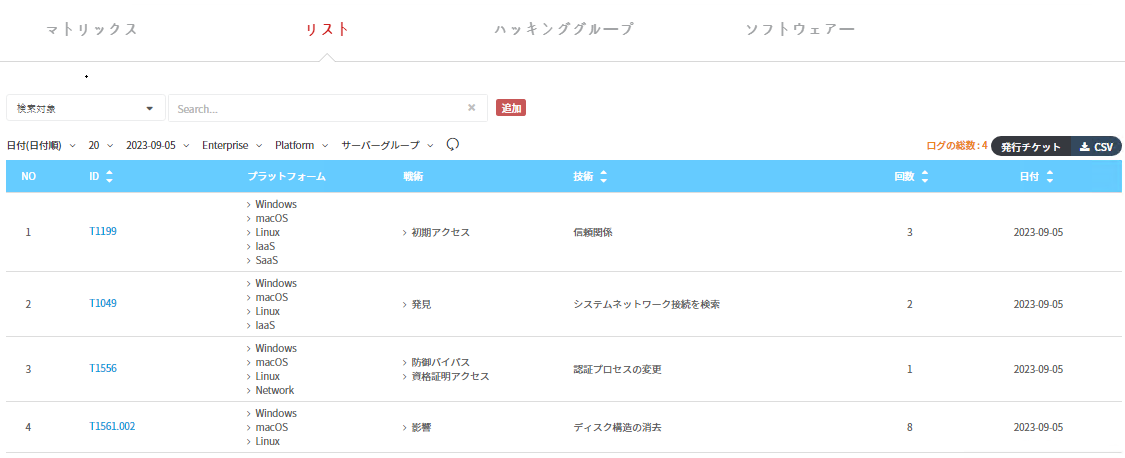 マトリックス リスト ハッキンググループ ソフトウェアー
検索対象 Search... 追加
日付(日付順) 20 2023-09-05 Enterprise Platform サーバーグループ ログの総数 : 4 発行チケット CSV
NO ID プラットフォーム 戦術 技術 回数 日付
1 T1199 Windows macOS Linux IaaS SaaS 初期アクセス 信頼関係 3 2023-09-05
2 T1049 Windows macOS Linux IaaS 発見 システムネットワーク接続を検索 2 2023-09-05
3 T1556 Windows macOS Linux Network 防御バイパス 資格証明アクセス 認証プロセスの変更 1 2023-09-05
4 T1561.002 Windows macOS Linux 影響 ディスク構造の消去 8 2023-09-05